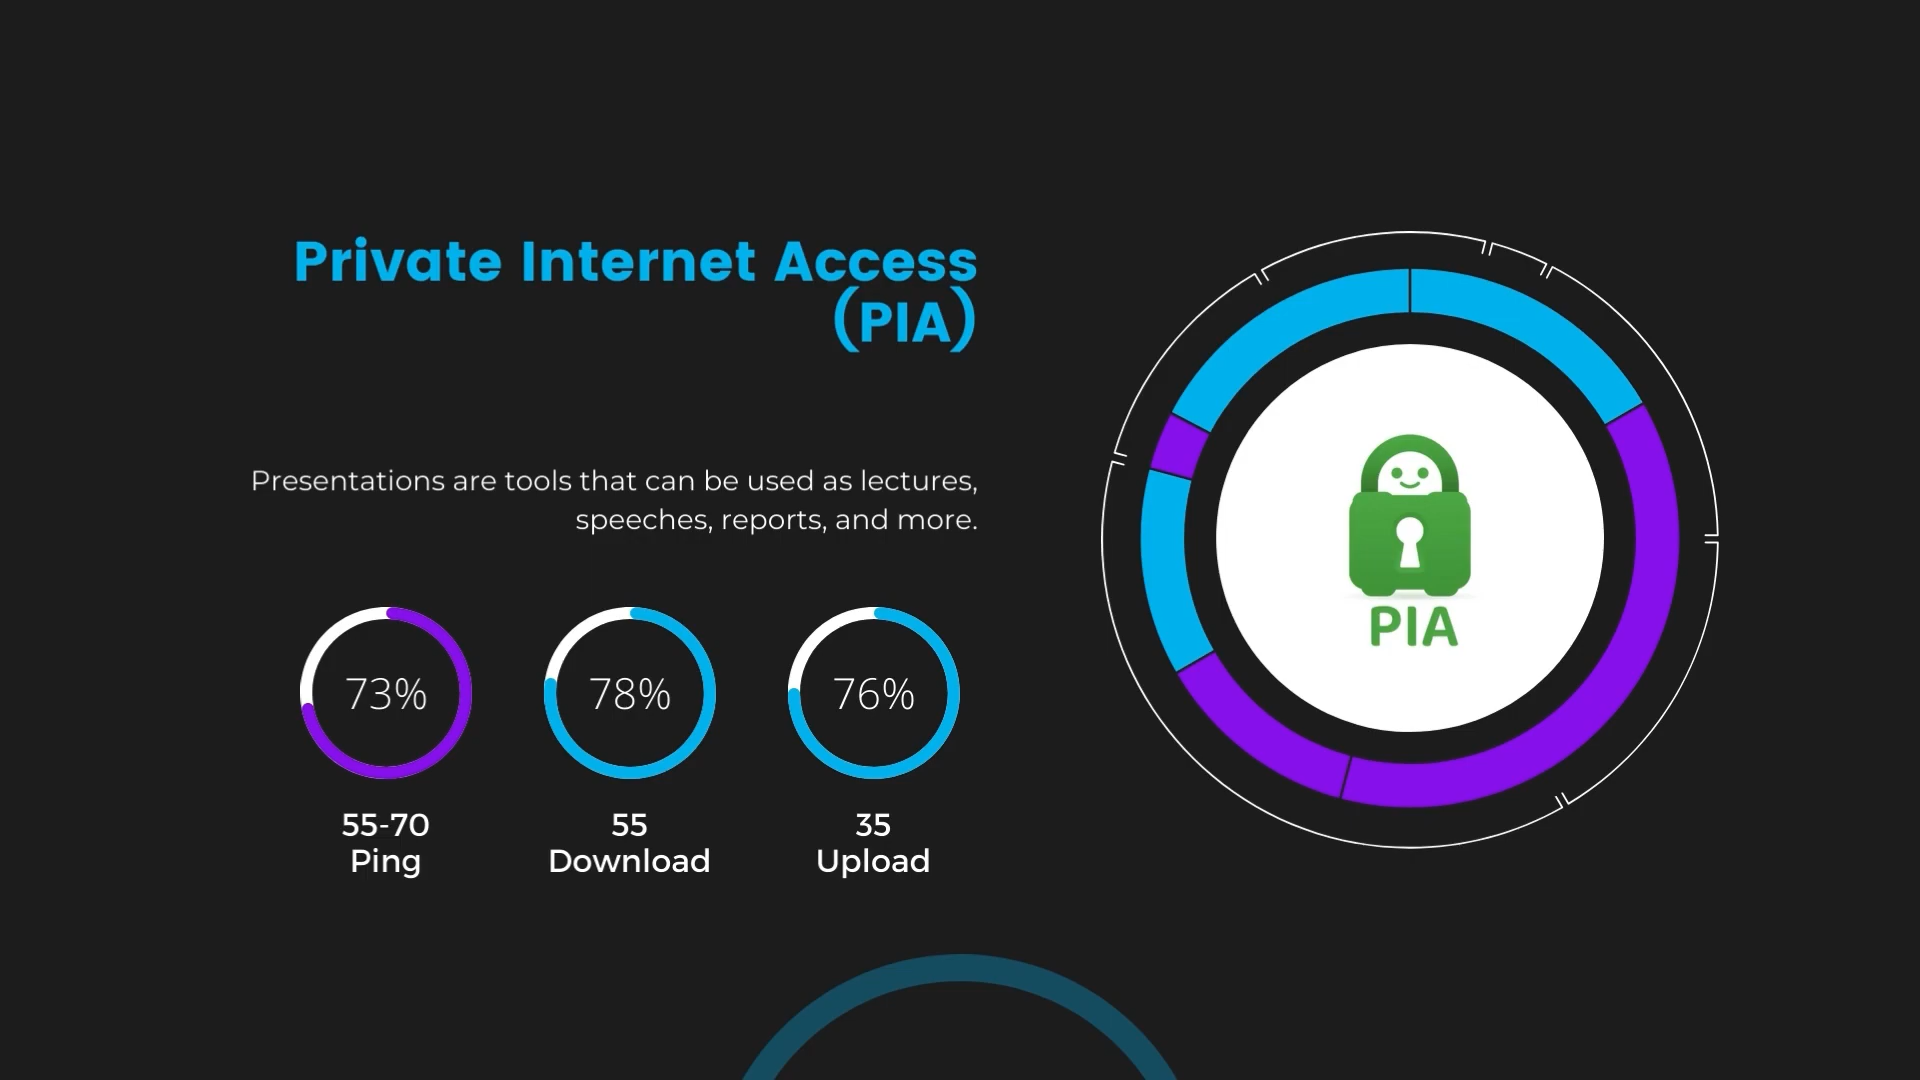 Private Internet Access
(PIA)
Presentations are tools that can be used as lectures,
speeches, reports, and more.
73%
78%
76%
55-70
Ping
55
Download
35
Upload
PIA